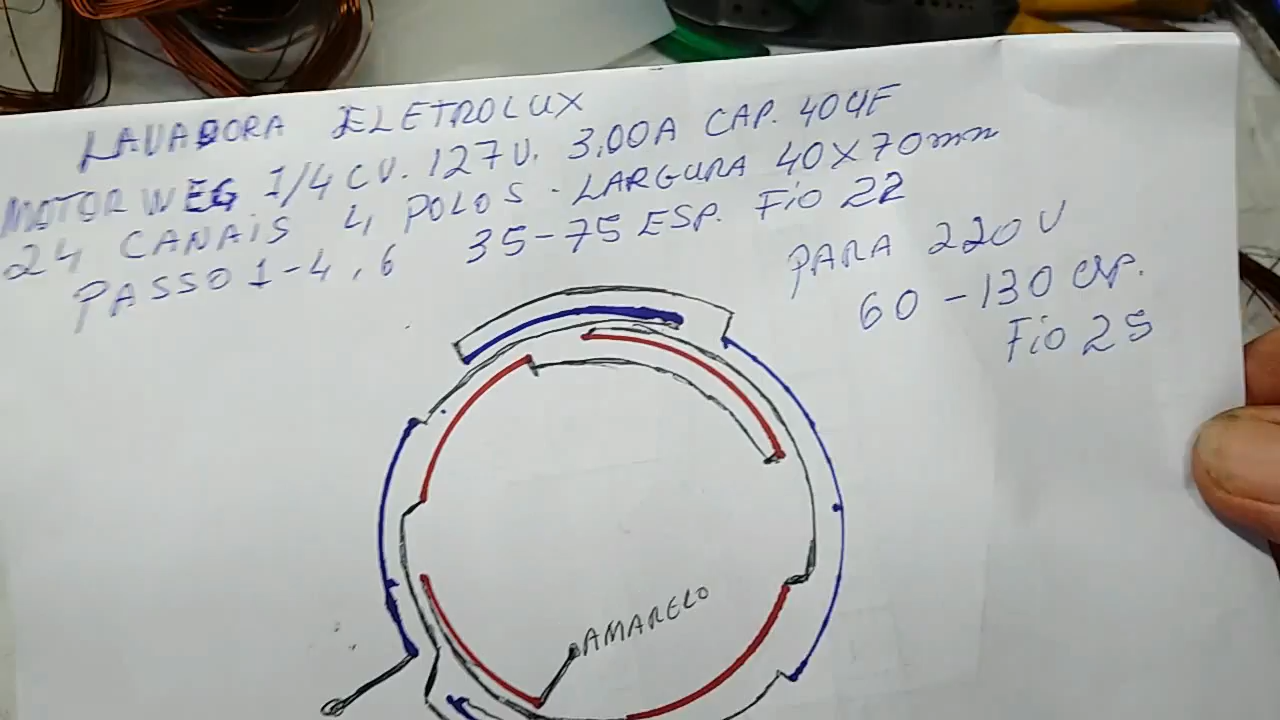 LAVADORA ELETROLUX
MOTOR WEG 1/4 CV. 127V. 3,00A CAP. 40UF
24 CANAIS 4 POLOS - LARGURA 40X70mm
PASSO 1-4,6 35-75 ESP. Fio 22
PARA 220V
60-130 esp.
Fio 25
AMARELO